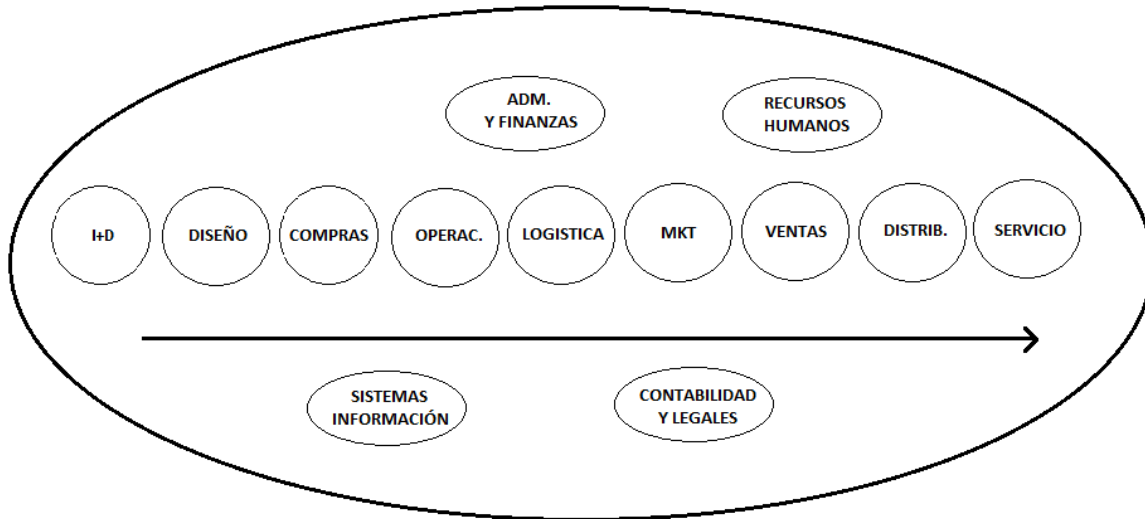 ADM.
Y FINANZAS
RECURSOS
HUMANOS
I+D
DISEÑO
COMPRAS
OPERAC.
LOGISTICA
MKT
VENTAS
DISTRIB.
SERVICIO
SISTEMAS
INFORMACIÓN
CONTABILIDAD
Y LEGALES